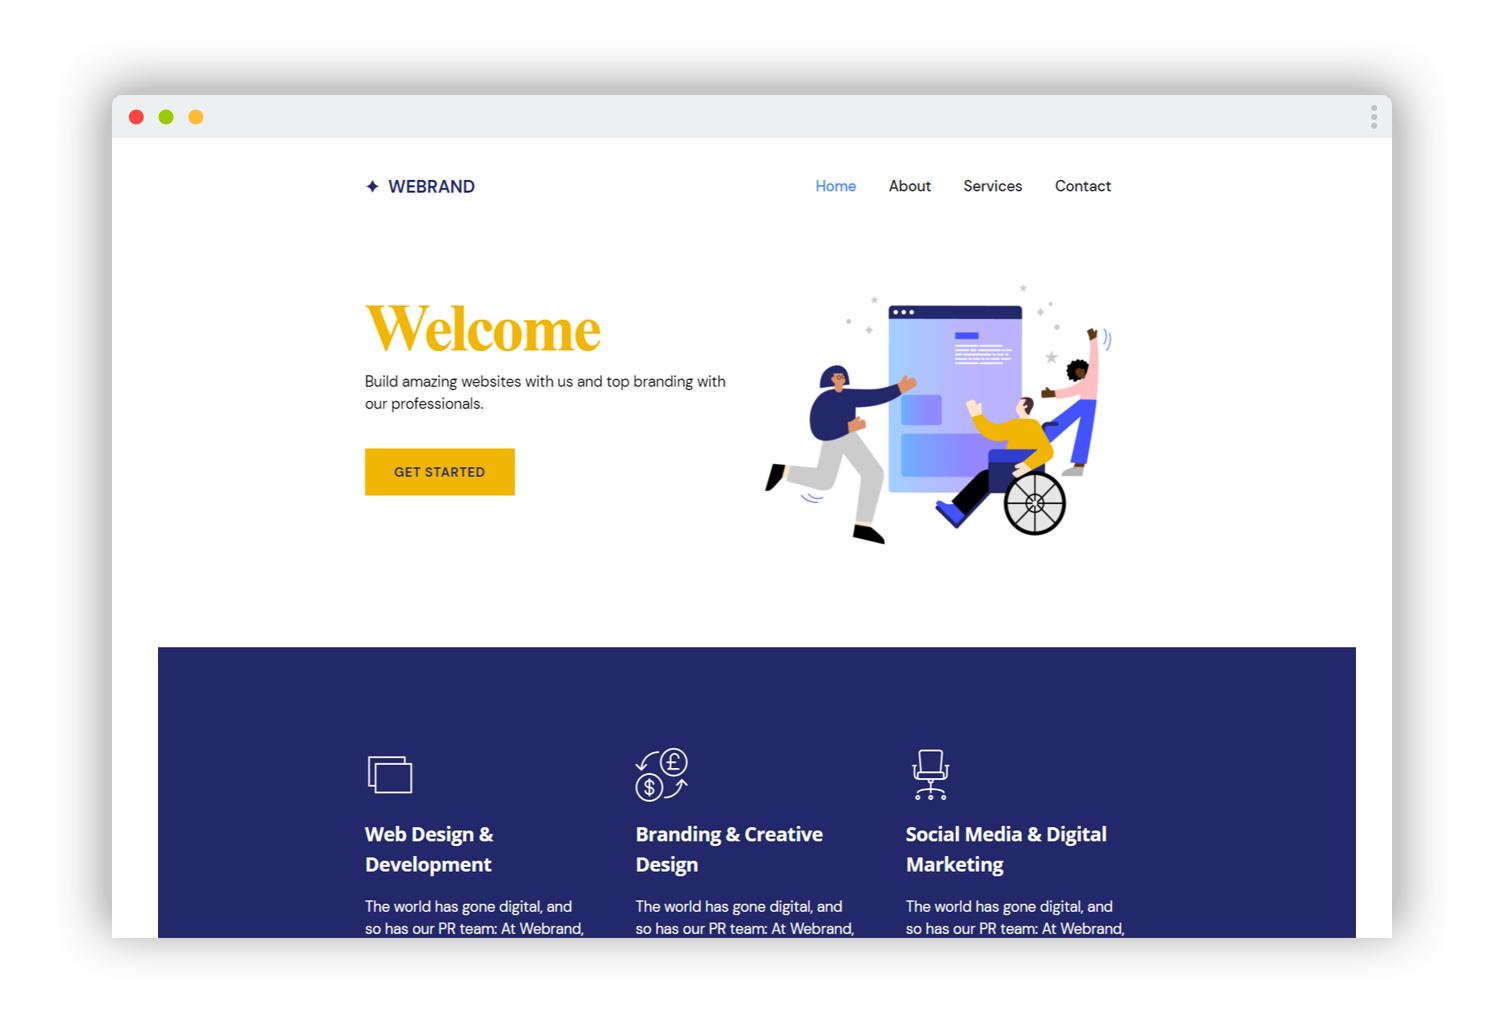 WEBRAND
Home About Services Contact
Welcome
Build amazing websites with us and top branding with
our professionals.
GET STARTED
£
$
Web Design &
Development
The world has gone digital, and
so has our PR team: At Webrand,
Branding & Creative
Design
The world has gone digital, and
so has our PR team: At Webrand,
Social Media & Digital
Marketing
The world has gone digital, and
so has our PR team: At Webrand,